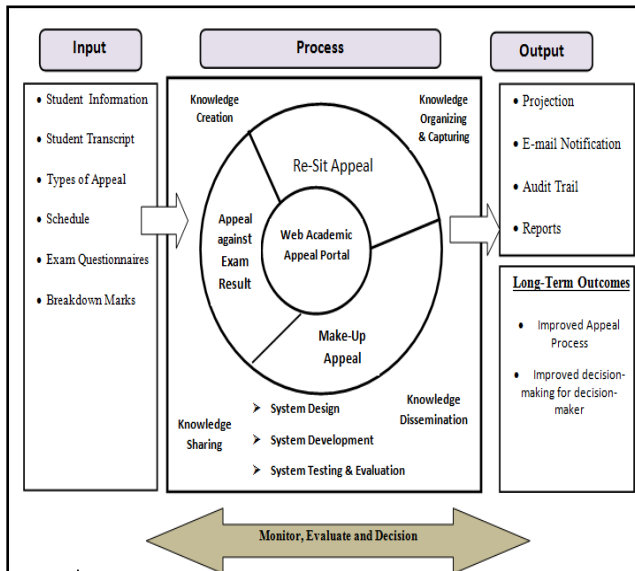 Input
Process
Output
Student Information
Student Transcript
Types of Appeal
Schedule
Exam Questionnaires
Breakdown Marks
Knowledge
Creation
Knowledge
Organizing
& Capturing
Re-Sit Appeal
Appeal
against
Exam
Result
Web Academic
Appeal Portal
Make-Up
Appeal
Knowledge
Sharing
Knowledge
Dissemination
System Design
System Development
System Testing & Evaluation
Projection
E-mail Notification
Audit Trail
Reports
Long-Term Outcomes
Improved Appeal
Process
Improved decision-
making for decision-
maker
Monitor, Evaluate and Decision